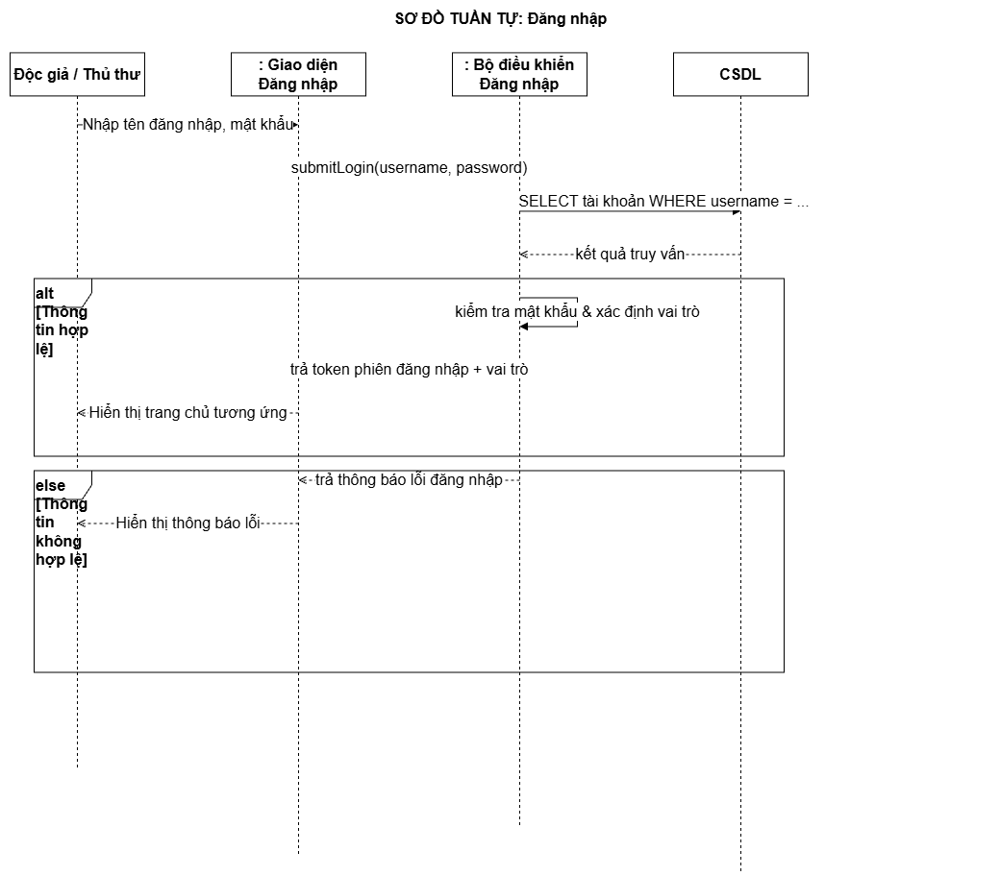 SƠ ĐỒ TUẦN TỰ: Đăng nhập
Độc giả / Thủ thư
: Giao diện
Đăng nhập
: Bộ điều khiển
Đăng nhập
CSDL
Nhập tên đăng nhập, mật khẩu
submitLogin(username, password)
SELECT tài khoản WHERE username = ...
kết quả truy vấn
alt
[Thông
tin hợp
lệ]
kiểm tra mật khẩu & xác định vai trò
trả token phiên đăng nhập + vai trò
Hiển thị trang chủ tương ứng
else
[Thông
tin
không
hợp lệ]
trả thông báo lỗi đăng nhập
Hiển thị thông báo lỗi